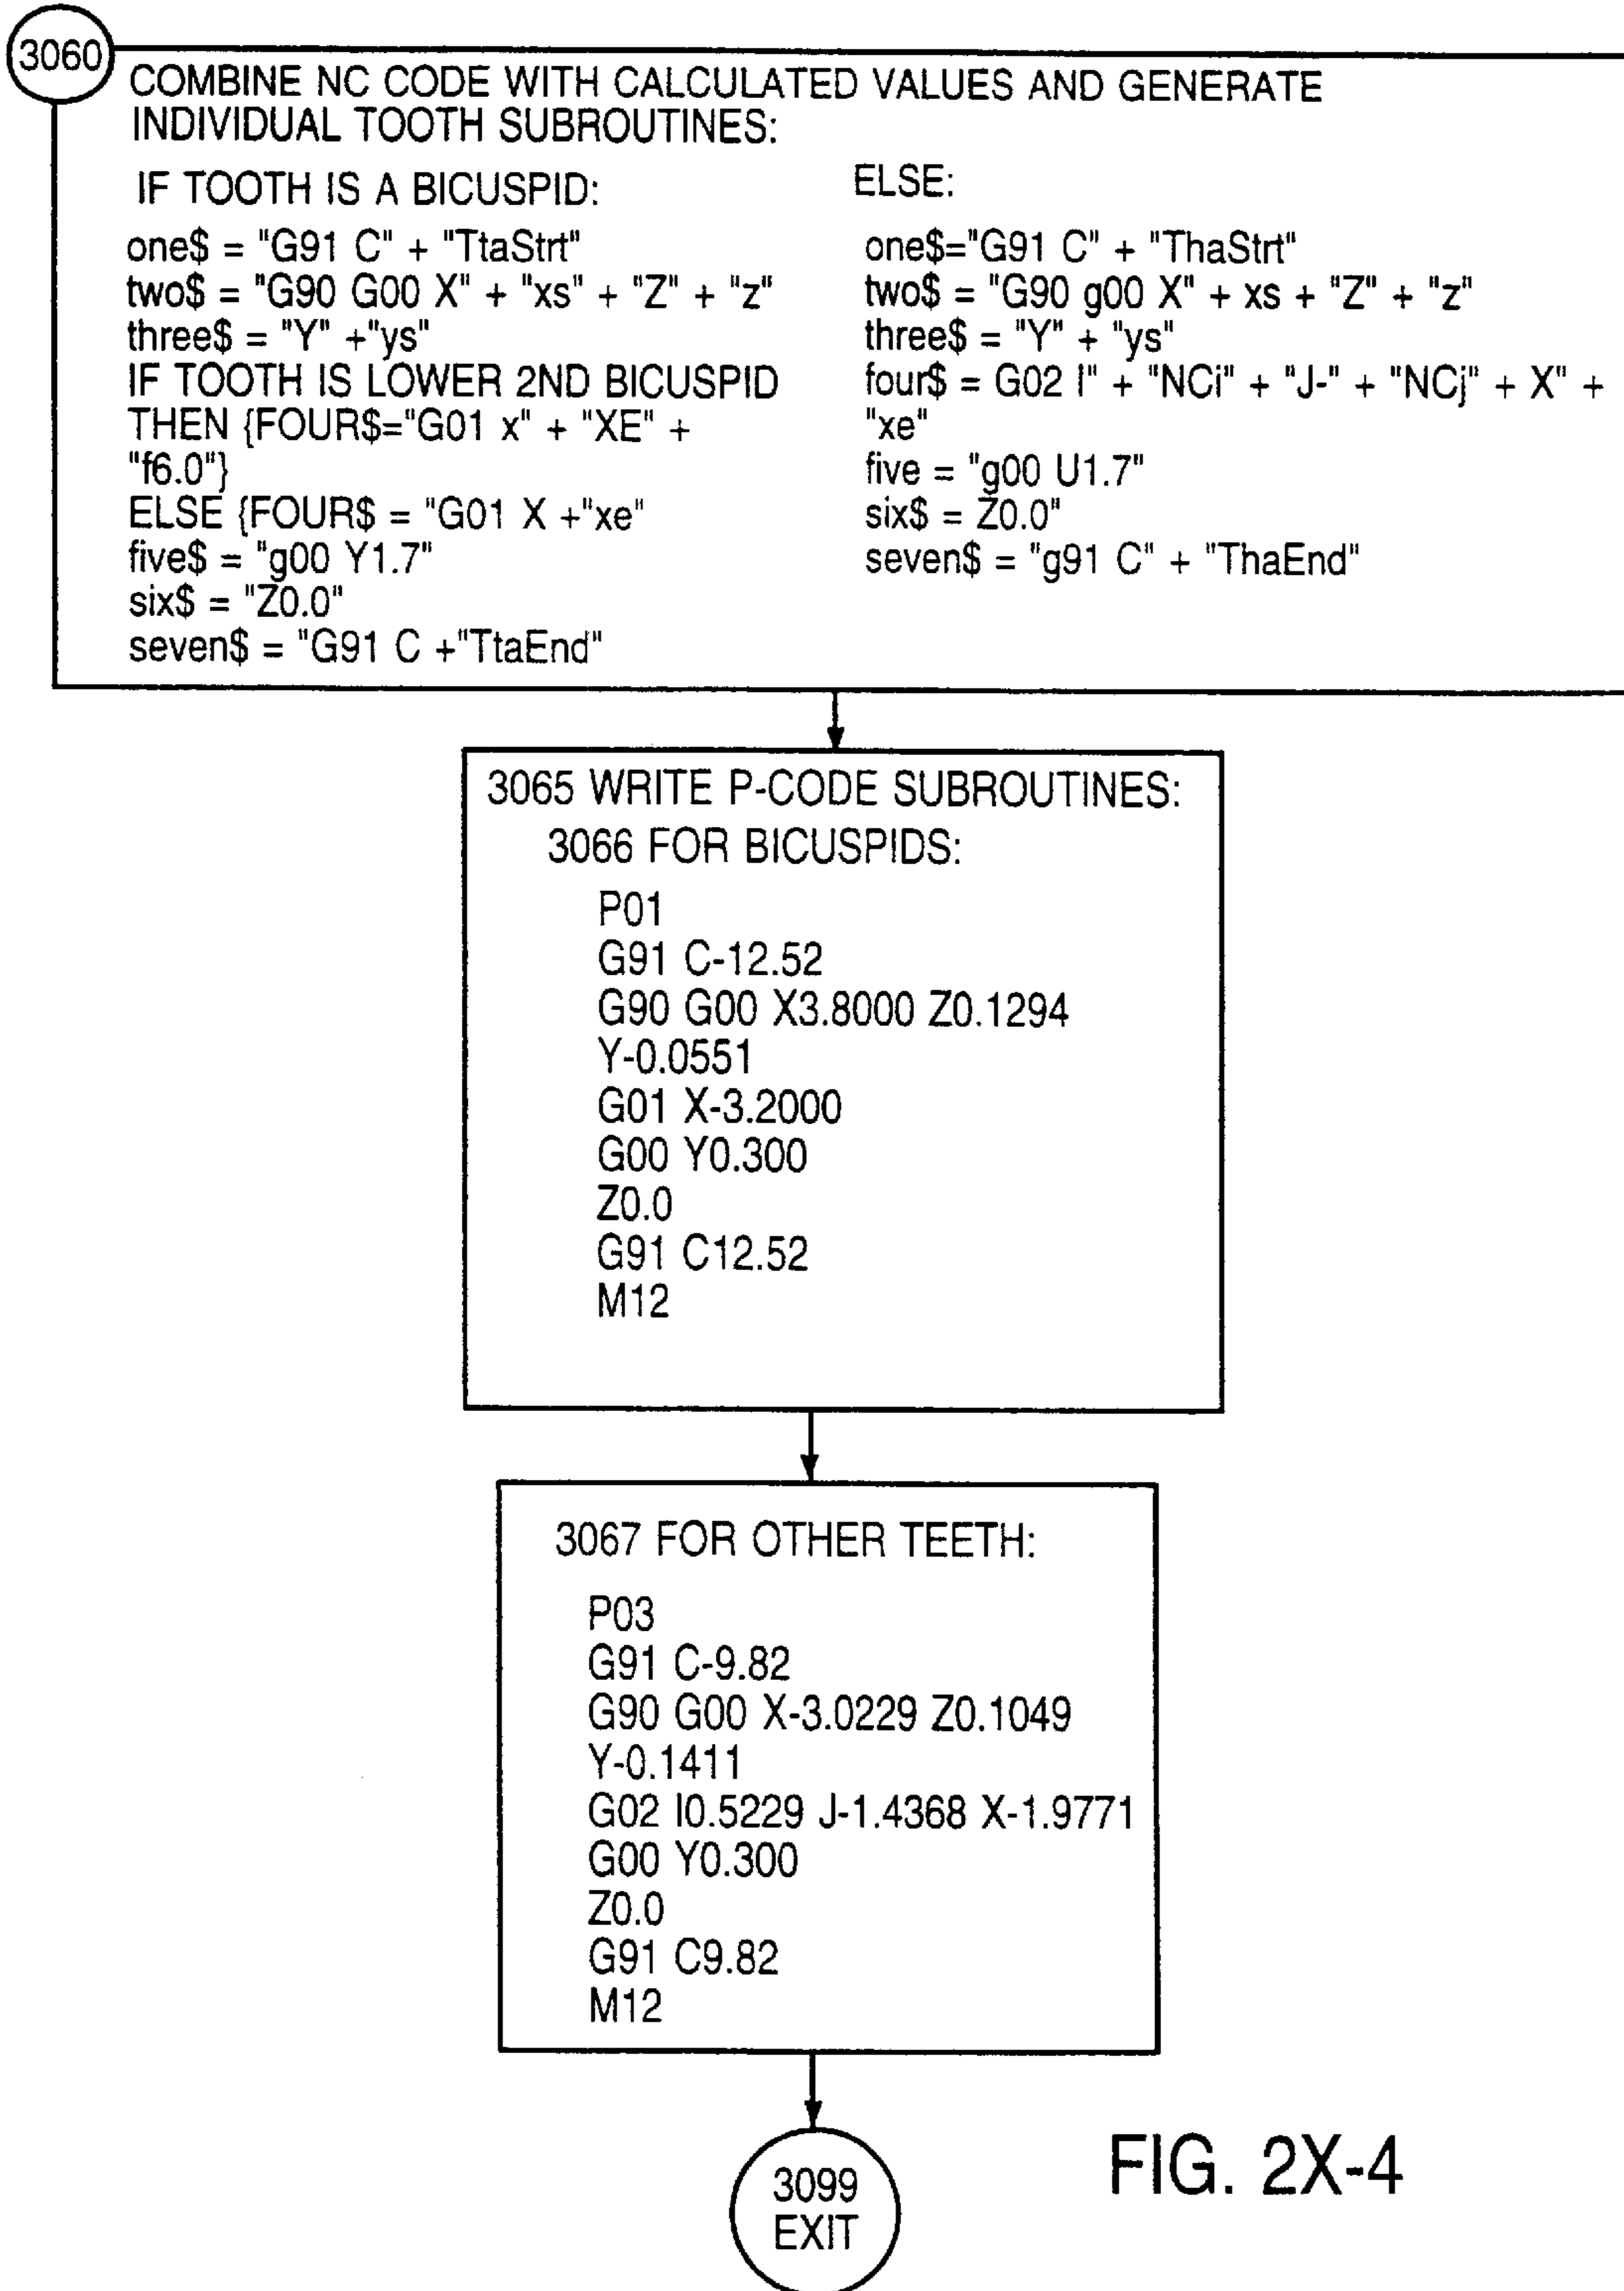 3060
COMBINE NC CODE WITH CALCULATED VALUES AND GENERATE
INDIVIDUAL TOOTH SUBROUTINES:
IF TOOTH IS A BICUSPID:
one$ = "G91 C" + "TtaStrt"
two$ = "G90 G00 X" + "xs" + "Z" + "z"
three$ = "Y" +"ys"
IF TOOTH IS LOWER 2ND BICUSPID
THEN {FOUR$="G01 x" + "XE" +
"f6.0"}
ELSE {FOUR$ = "G01 X +"xe"
five$ = "g00 Y1.7"
six$ = "Z0.0"
seven$ = "G91 C +"TtaEnd"
ELSE:
one$="G91 C" + "ThaStrt"
two$ = "G90 g00 X" + xs + "Z" + "z"
three$ = "Y" + "ys"
four$ = G02 I" + "NCi" + "J-" + "NCj" + X" +
"xe"
five = "g00 U1.7"
six$ = Z0.0"
seven$ = "g91 C" + "ThaEnd"
3065 WRITE P-CODE SUBROUTINES:
3066 FOR BICUSPIDS:
P01
G91 C-12.52
G90 G00 X3.8000 Z0.1294
Y-0.0551
G01 X-3.2000
G00 Y0.300
Z0.0
G91 C12.52
M12
3067 FOR OTHER TEETH:
P03
G91 C-9.82
G90 G00 X-3.0229 Z0.1049
Y-0.1411
G02 I0.5229 J-1.4368 X-1.9771
G00 Y0.300
Z0.0
G91 C9.82
M12
3099
EXIT
FIG. 2X-4